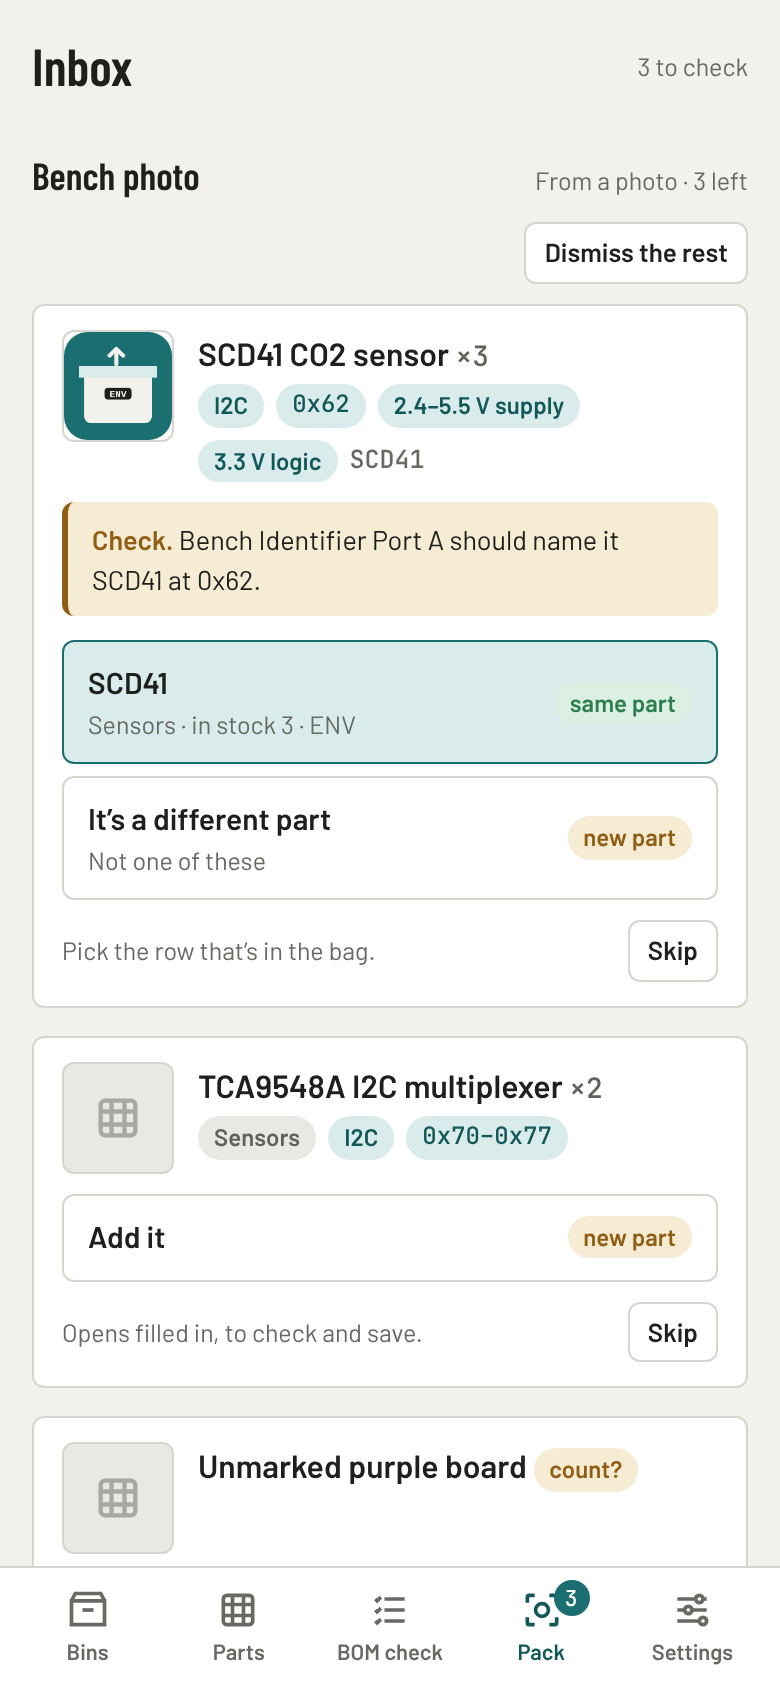 Inbox
3 to check
Bench photo
From a photo · 3 left
Dismiss the rest
ENV
SCD41 CO2 sensor ×3
I2C 0x62 2.4–5.5 V supply
3.3 V logic SCD41
Check. Bench Identifier Port A should name it
SCD41 at 0x62.
SCD41
Sensors · in stock 3 · ENV
same part
It’s a different part
Not one of these
new part
Pick the row that’s in the bag.
Skip
TCA9548A I2C multiplexer ×2
Sensors I2C 0x70–0x77
Add it
new part
Opens filled in, to check and save.
Skip
Unmarked purple board count?
3
Bins Parts BOM check Pack Settings